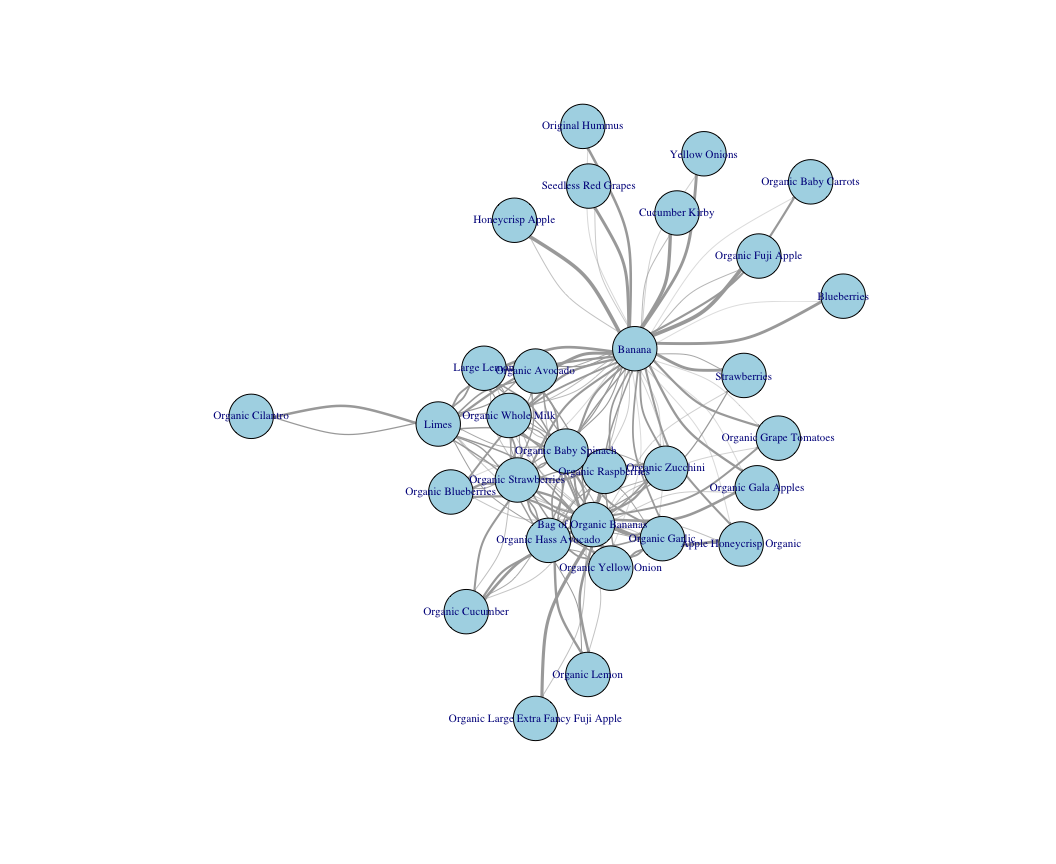 Original Hummus
Yellow Onions
Organic Baby Carrots
Seedless Red Grapes
Cucumber Kirby
Honeycrisp Apple
Organic Fuji Apple
Blueberries
Banana
Large Lemon
Organic Avocado
Strawberries
Organic Cilantro
Organic Whole Milk
Limes
Organic Grape Tomatoes
Organic Baby Spinach
Organic Raspberries
Organic Zucchini
Organic Strawberries
Organic Blueberries
Organic Gala Apples
Bag of Organic Bananas
Organic Hass Avocado
Organic Garlic
Apple Honeycrisp Organic
Organic Yellow Onion
Organic Cucumber
Organic Lemon
Organic Large Extra Fancy Fuji Apple